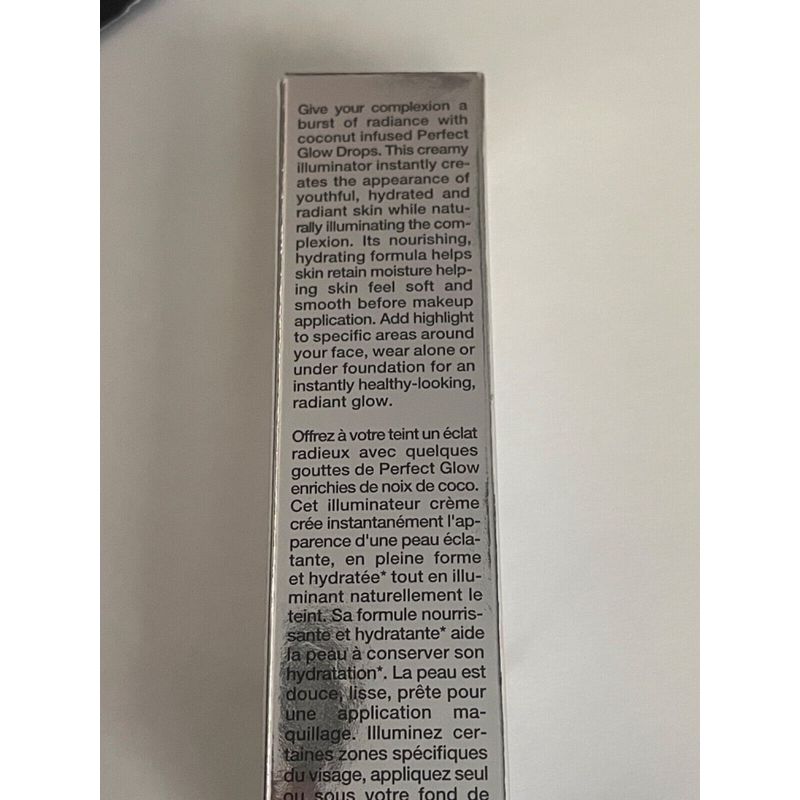 Give your complexion a
burst of radiance with
coconut infused Perfect
Glow Drops. This creamy
illuminator instantly cre-
ates the appearance of
youthful, hydrated and
radiant skin while natu-
rally illuminating the com-
plexion. Its nourishing,
hydrating formula helps
skin retain moisture help-
ing skin feel soft and
smooth before makeup
application. Add highlight
to specific areas around
your face, wear alone or
under foundation for an
instantly healthy-looking,
radiant glow.
Offrez à votre teint un éclat
radieux avec quelques
gouttes de Perfect Glow
enrichies de noix de coco.
Cet illuminateur crème
crée instantanément l'ap-
parence d'une peau écla-
tante, en pleine forme
et hydratée* tout en illu-
minant naturellement le
teint. Sa formule nourris-
sante et hydratante* aide
la peau à conserver son
hydratation*. La peau est
douce, lisse, prête pour
une application ma-
quillage. Illuminez cer-
taines zones spécifiques
du visage, appliquez seul
ou sous votre fond de